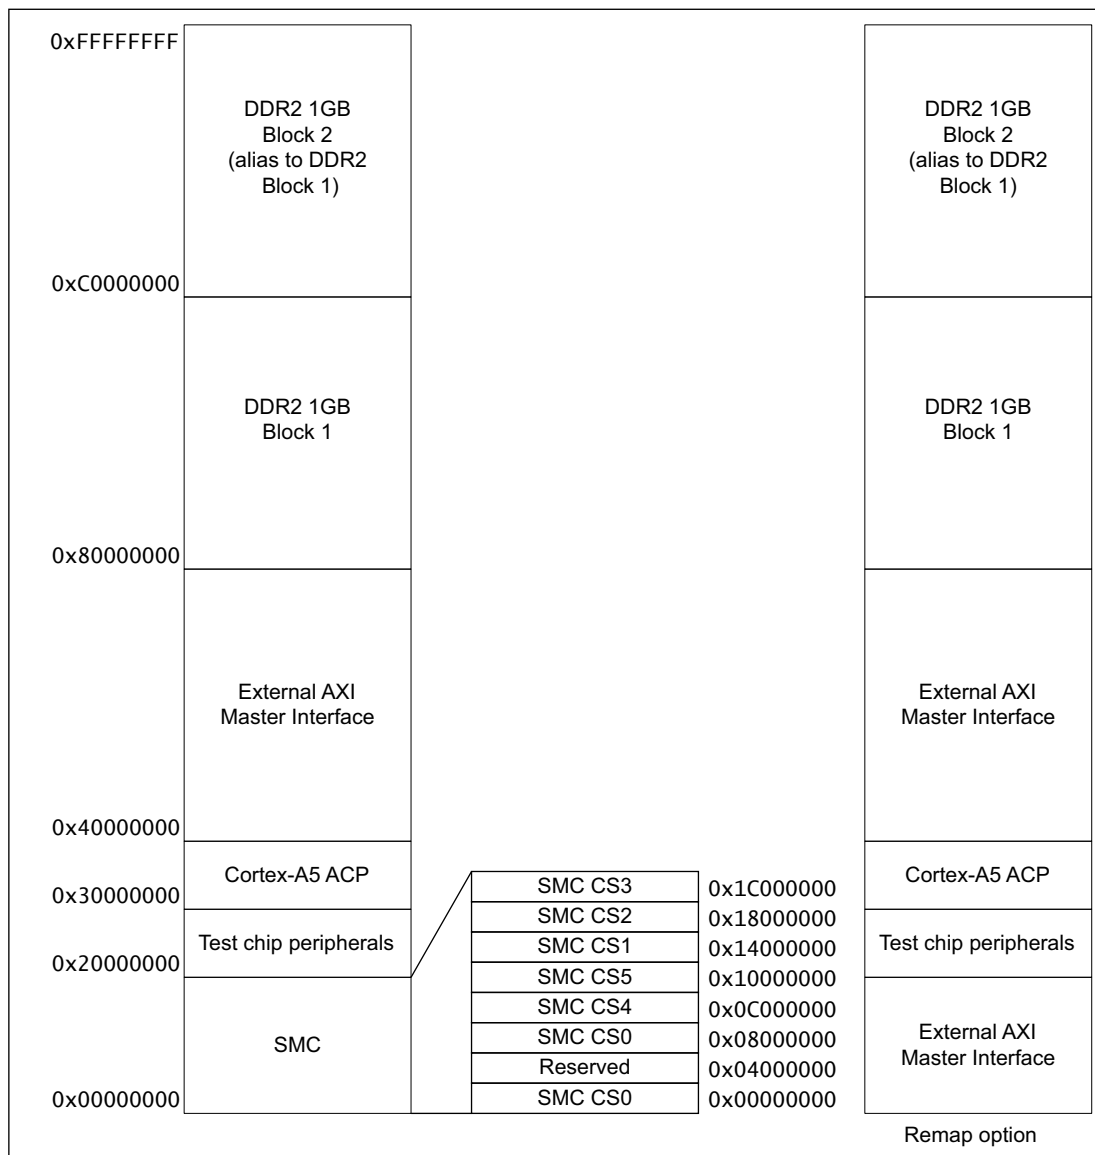 0xFFFFFFFF
DDR2 1GB
Block 2
(alias to DDR2
Block 1)
0xC0000000
DDR2 1GB
Block 1
0x80000000
External AXI
Master Interface
0x40000000
Cortex-A5 ACP
0x30000000
Test chip peripherals
0x20000000
SMC
0x00000000
SMC CS3 0x1C000000
SMC CS2 0x18000000
SMC CS1 0x14000000
SMC CS5 0x10000000
SMC CS4 0x0C000000
SMC CS0 0x08000000
Reserved 0x04000000
SMC CS0 0x00000000
DDR2 1GB
Block 2
(alias to DDR2
Block 1)
DDR2 1GB
Block 1
External AXI
Master Interface
Cortex-A5 ACP
Test chip peripherals
External AXI
Master Interface
Remap option